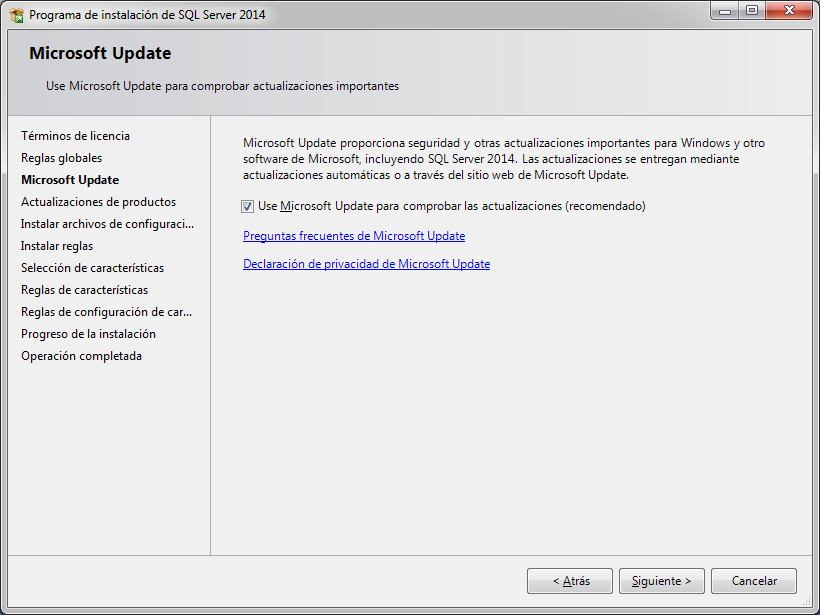 Programa de instalación de SQL Server 2014
Microsoft Update
Use Microsoft Update para comprobar actualizaciones importantes
Términos de licencia
Reglas globales
Microsoft Update
Actualizaciones de productos
Instalar archivos de configuraci...
Instalar reglas
Selección de características
Reglas de características
Reglas de configuración de car...
Progreso de la instalación
Operación completada
Microsoft Update proporciona seguridad y otras actualizaciones importantes para Windows y otro
software de Microsoft, incluyendo SQL Server 2014. Las actualizaciones se entregan mediante
actualizaciones automáticas o a través del sitio web de Microsoft Update.
Use Microsoft Update para comprobar las actualizaciones (recomendado)
Preguntas frecuentes de Microsoft Update
Declaración de privacidad de Microsoft Update
< Atrás
Siguiente >
Cancelar